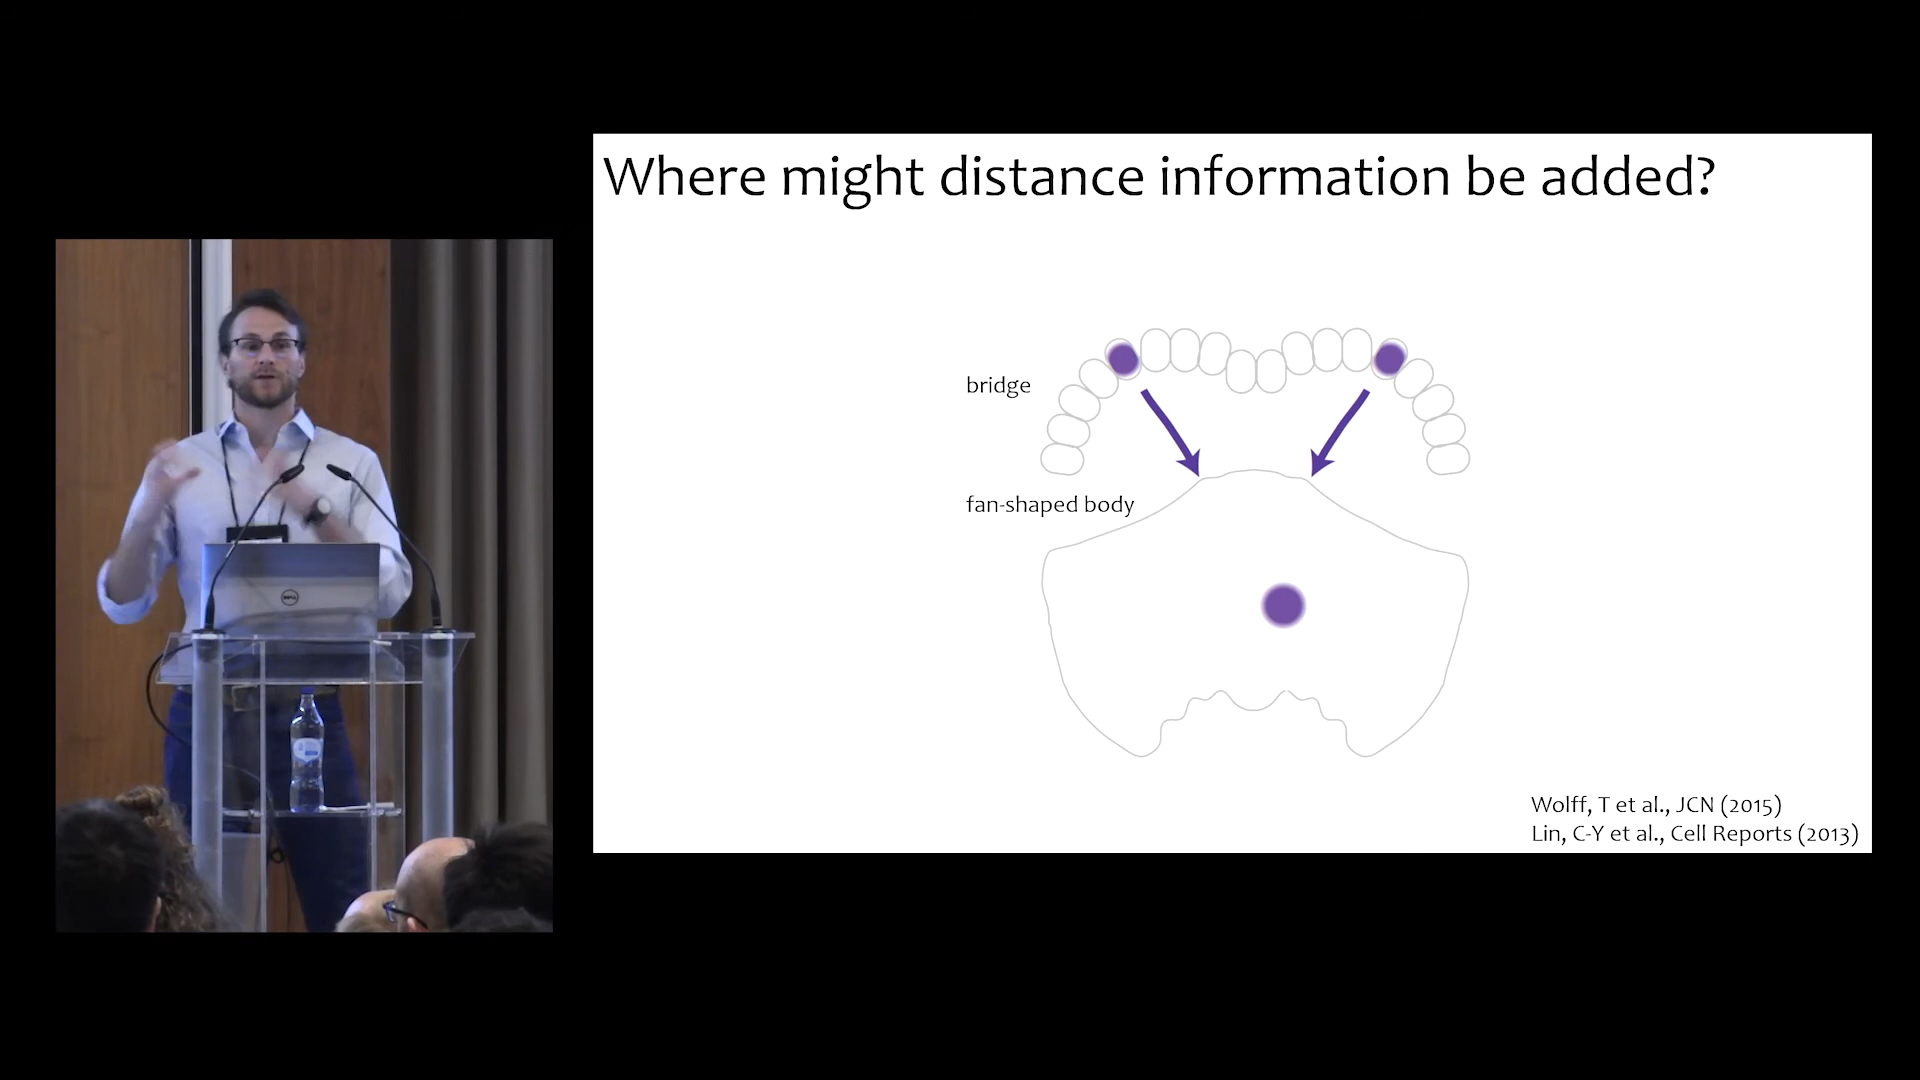 Where might distance information be added?
bridge
fan-shaped body
Wolff, T et al., JCN (2015)
Lin, C-Y et al., Cell Reports (2013)
DELL